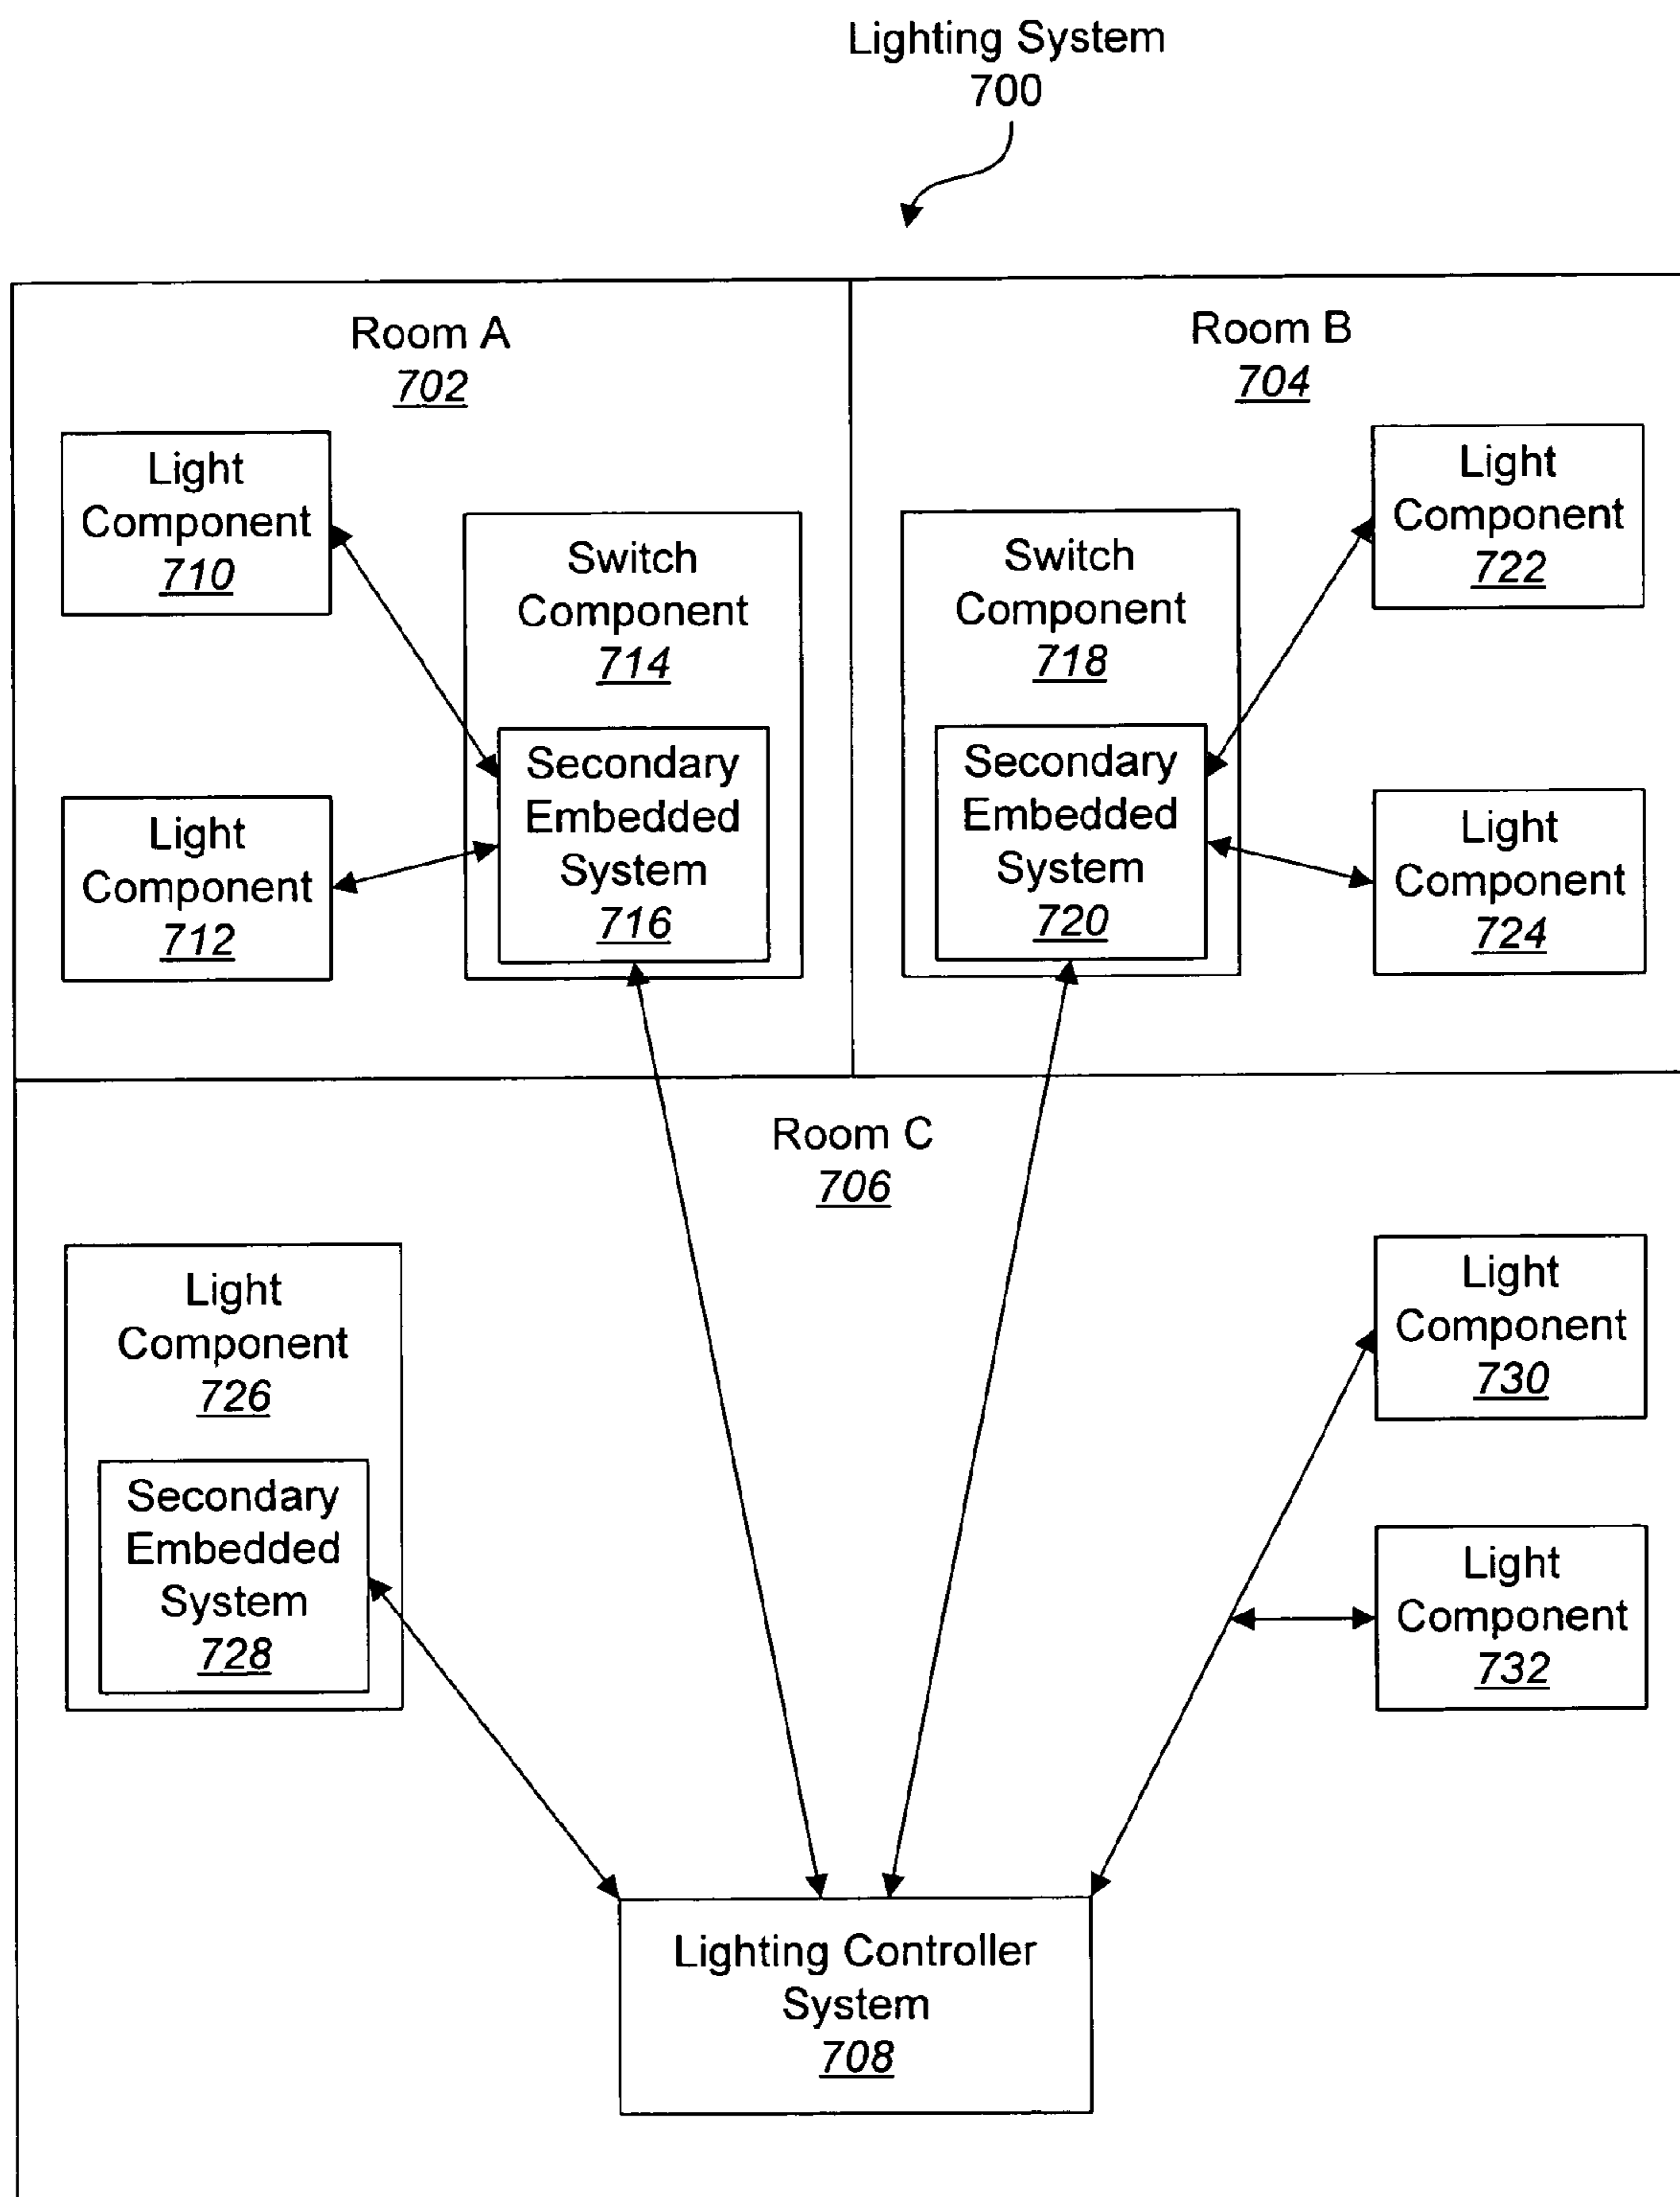 Lighting System
700
Room A
702
Room B
704
Light
Component
710
Switch
Component
714
Secondary
Embedded
System
716
Light
Component
712
Switch
Component
718
Secondary
Embedded
System
720
Light
Component
722
Light
Component
724
Room C
706
Light
Component
726
Secondary
Embedded
System
728
Light
Component
730
Light
Component
732
Lighting Controller
System
708